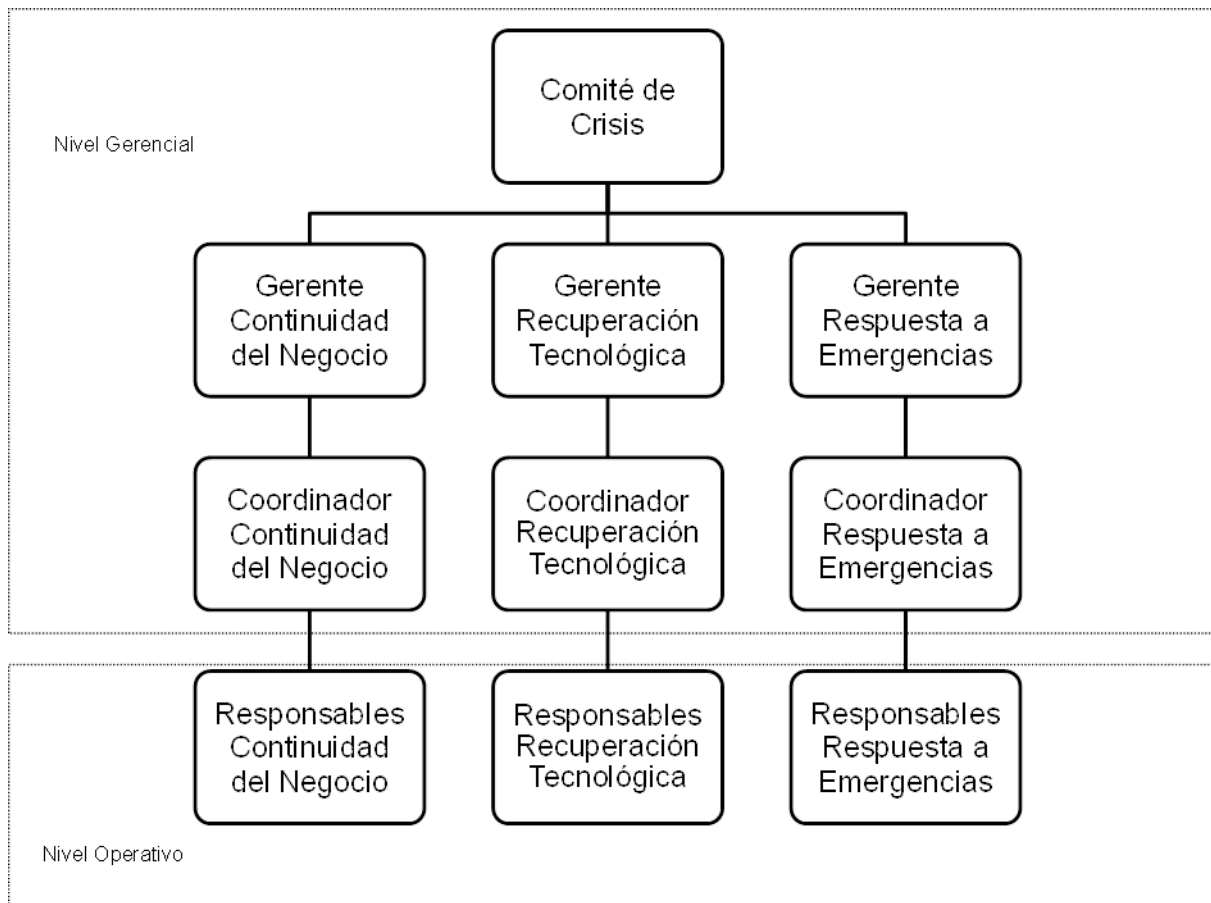 Comité de
Crisis
Nivel Gerencial
Gerente
Continuidad
del Negocio
Gerente
Recuperación
Tecnológica
Gerente
Respuesta a
Emergencias
Coordinador
Continuidad
del Negocio
Coordinador
Recuperación
Tecnológica
Coordinador
Respuesta a
Emergencias
Responsables
Continuidad
del Negocio
Responsables
Recuperación
Tecnológica
Responsables
Respuesta a
Emergencias
Nivel Operativo